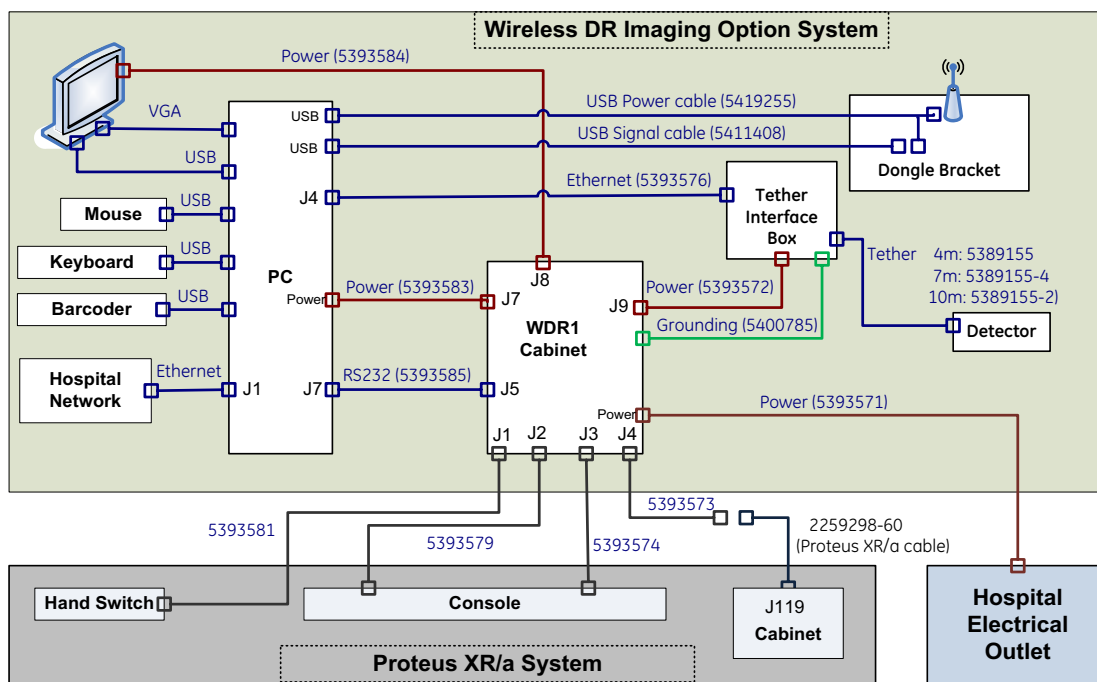 Wireless DR Imaging Option System
Power (5393584)
VGA
USB
Mouse
USB
Keyboard
USB
Barcoder
USB
Hospital
Network
Ethernet
USB
USB
J4
PC
Power
J1
J7
USB Power cable (5419255)
USB Signal cable (5411408)
Dongle Bracket
Ethernet (5393576)
Tether
Interface
Box
Tether
4m: 5389155
7m: 5389155-4
10m: 5389155-2)
Detector
Power (5393583)
RS232 (5393585)
J8
J7
J9
WDR1
Cabinet
J5
Power
J1
J2
J3
J4
Power (5393572)
Grounding (5400785)
Power (5393571)
5393581
5393579
5393574
5393573
2259298-60
(Proteus XR/a cable)
Hand Switch
Console
J119
Cabinet
Proteus XR/a System
Hospital
Electrical
Outlet